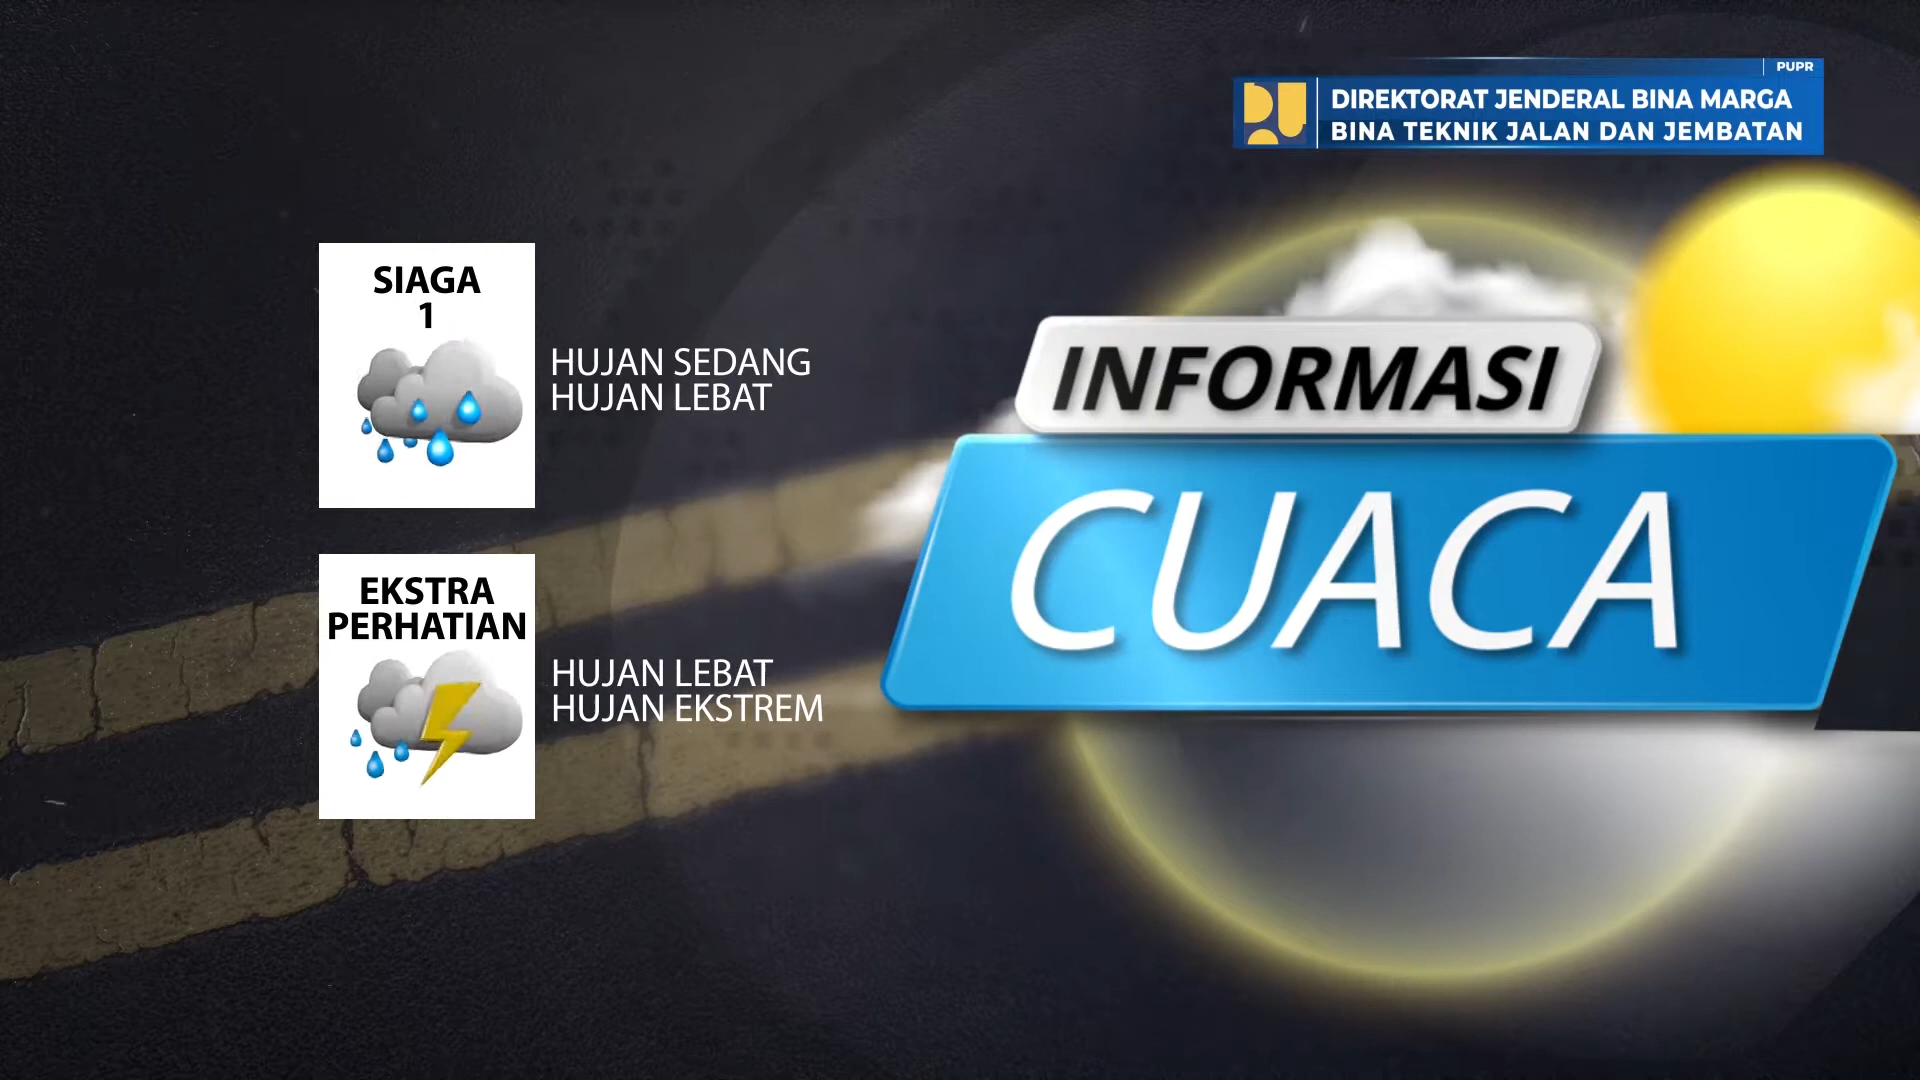 PUPR
DIREKTORAT JENDERAL BINA MARGA
BINA TEKNIK JALAN DAN JEMBATAN
SIAGA
1
HUJAN SEDANG
HUJAN LEBAT
EKSTRA
PERHATIAN
HUJAN LEBAT
HUJAN EKSTREM
INFORMASI
CUACA